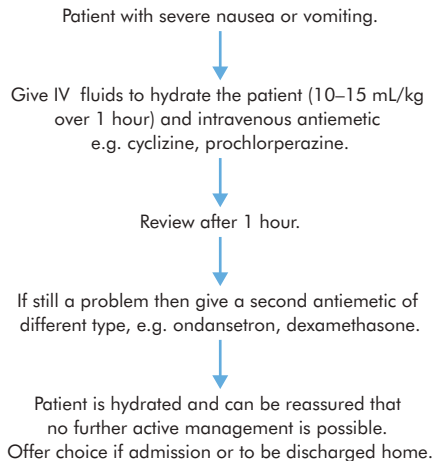 Patient with severe nausea or vomiting.
Give IV fluids to hydrate the patient (10–15 mL/kg
over 1 hour) and intravenous antiemetic
e.g. cyclizine, prochlorperazine.
Review after 1 hour.
If still a problem then give a second antiemetic of
different type, e.g. ondansetron, dexamethasone.
Patient is hydrated and can be reassured that
no further active management is possible.
Offer choice if admission or to be discharged home.